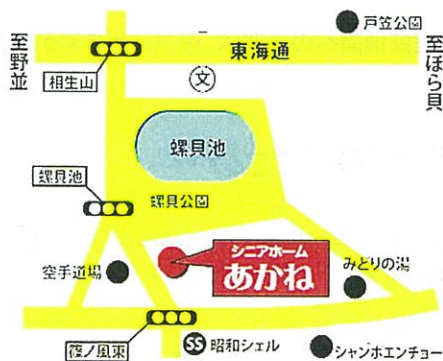 戸笠公園
至野並
東海通
至ほら貝
相生山
文
螺貝池
螺貝池
螺貝公園
シニアホーム
あかね
空手道場
みどりの湯
篠ノ風東
SS 昭和シェル
シャンボエンチョー